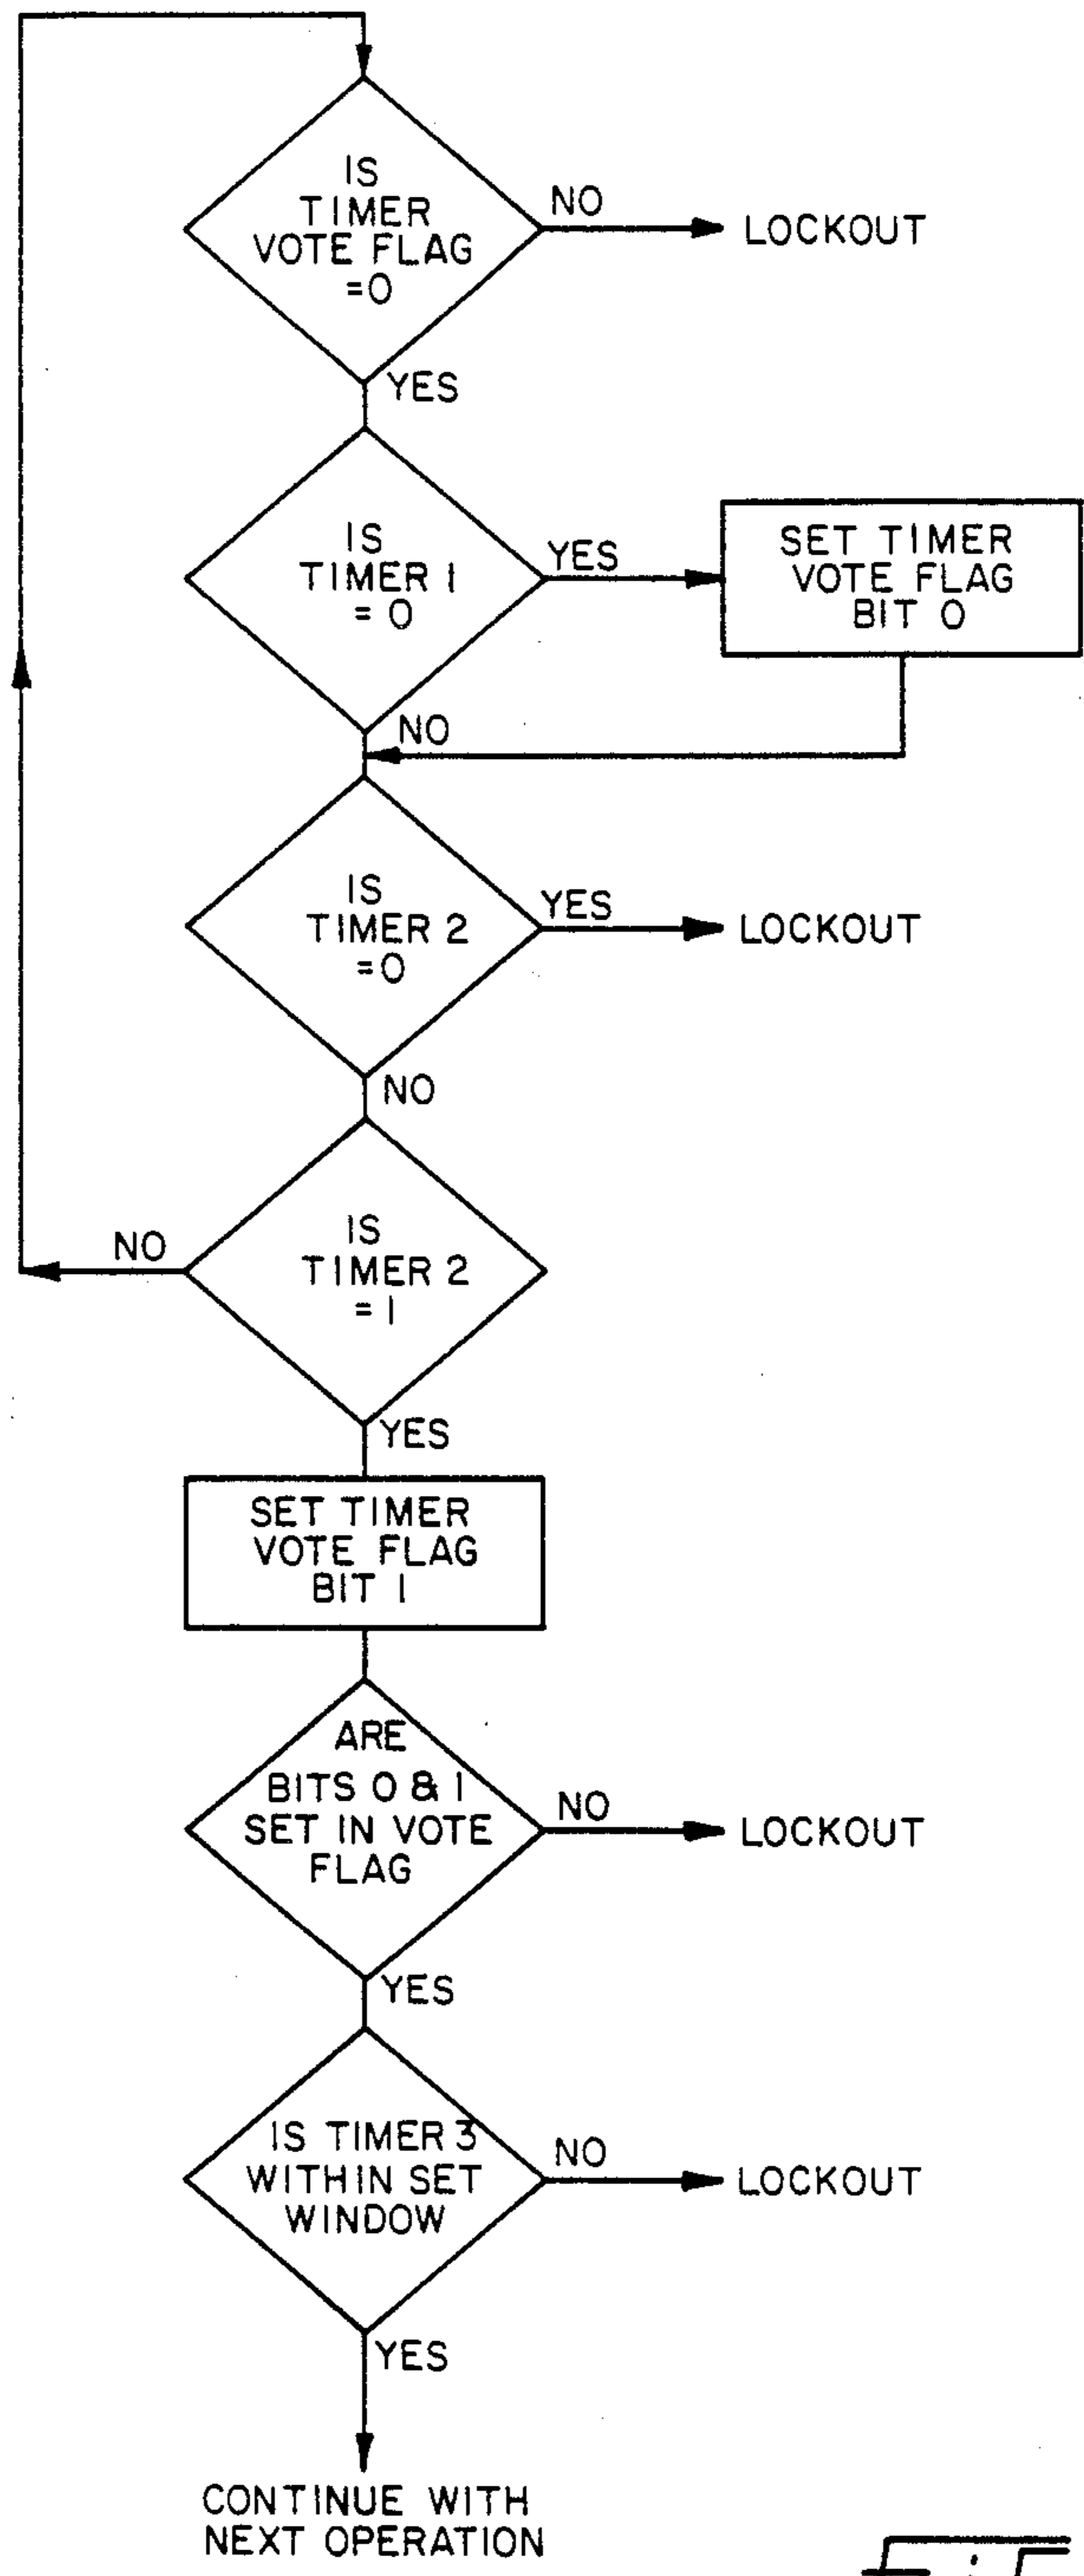 IS
TIMER
VOTE FLAG
=0
NO
LOCKOUT
YES
IS
TIMER 1
= 0
YES
SET TIMER
VOTE FLAG
BIT 0
NO
IS
TIMER 2
=0
YES
LOCKOUT
NO
IS
TIMER 2
= 1
NO
YES
SET TIMER
VOTE FLAG
BIT 1
ARE
BITS 0 & 1
SET IN VOTE
FLAG
NO
LOCKOUT
YES
IS TIMER 3
WITHIN SET
WINDOW
NO
LOCKOUT
YES
CONTINUE WITH
NEXT OPERATION